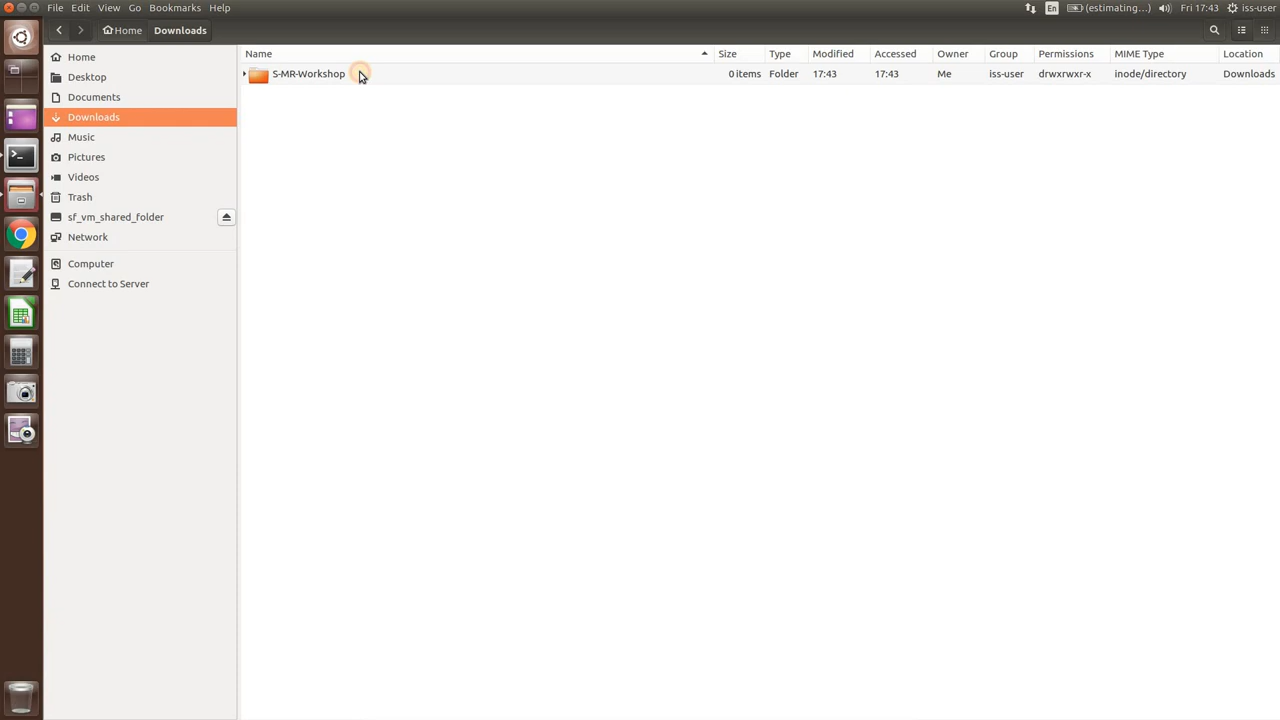 File Edit View Go Bookmarks Help En (estimating...) Fri 17:43 iss-user
Home Downloads
Name Size Type Modified Accessed Owner Group Permissions MIME Type Location
S-MR-Workshop 0 items Folder 17:43 17:43 Me iss-user drwxrwxr-x inode/directory Downloads
Home
Desktop
Documents
Downloads
Music
Pictures
Videos
Trash
sf_vm_shared_folder
Network
Computer
Connect to Server